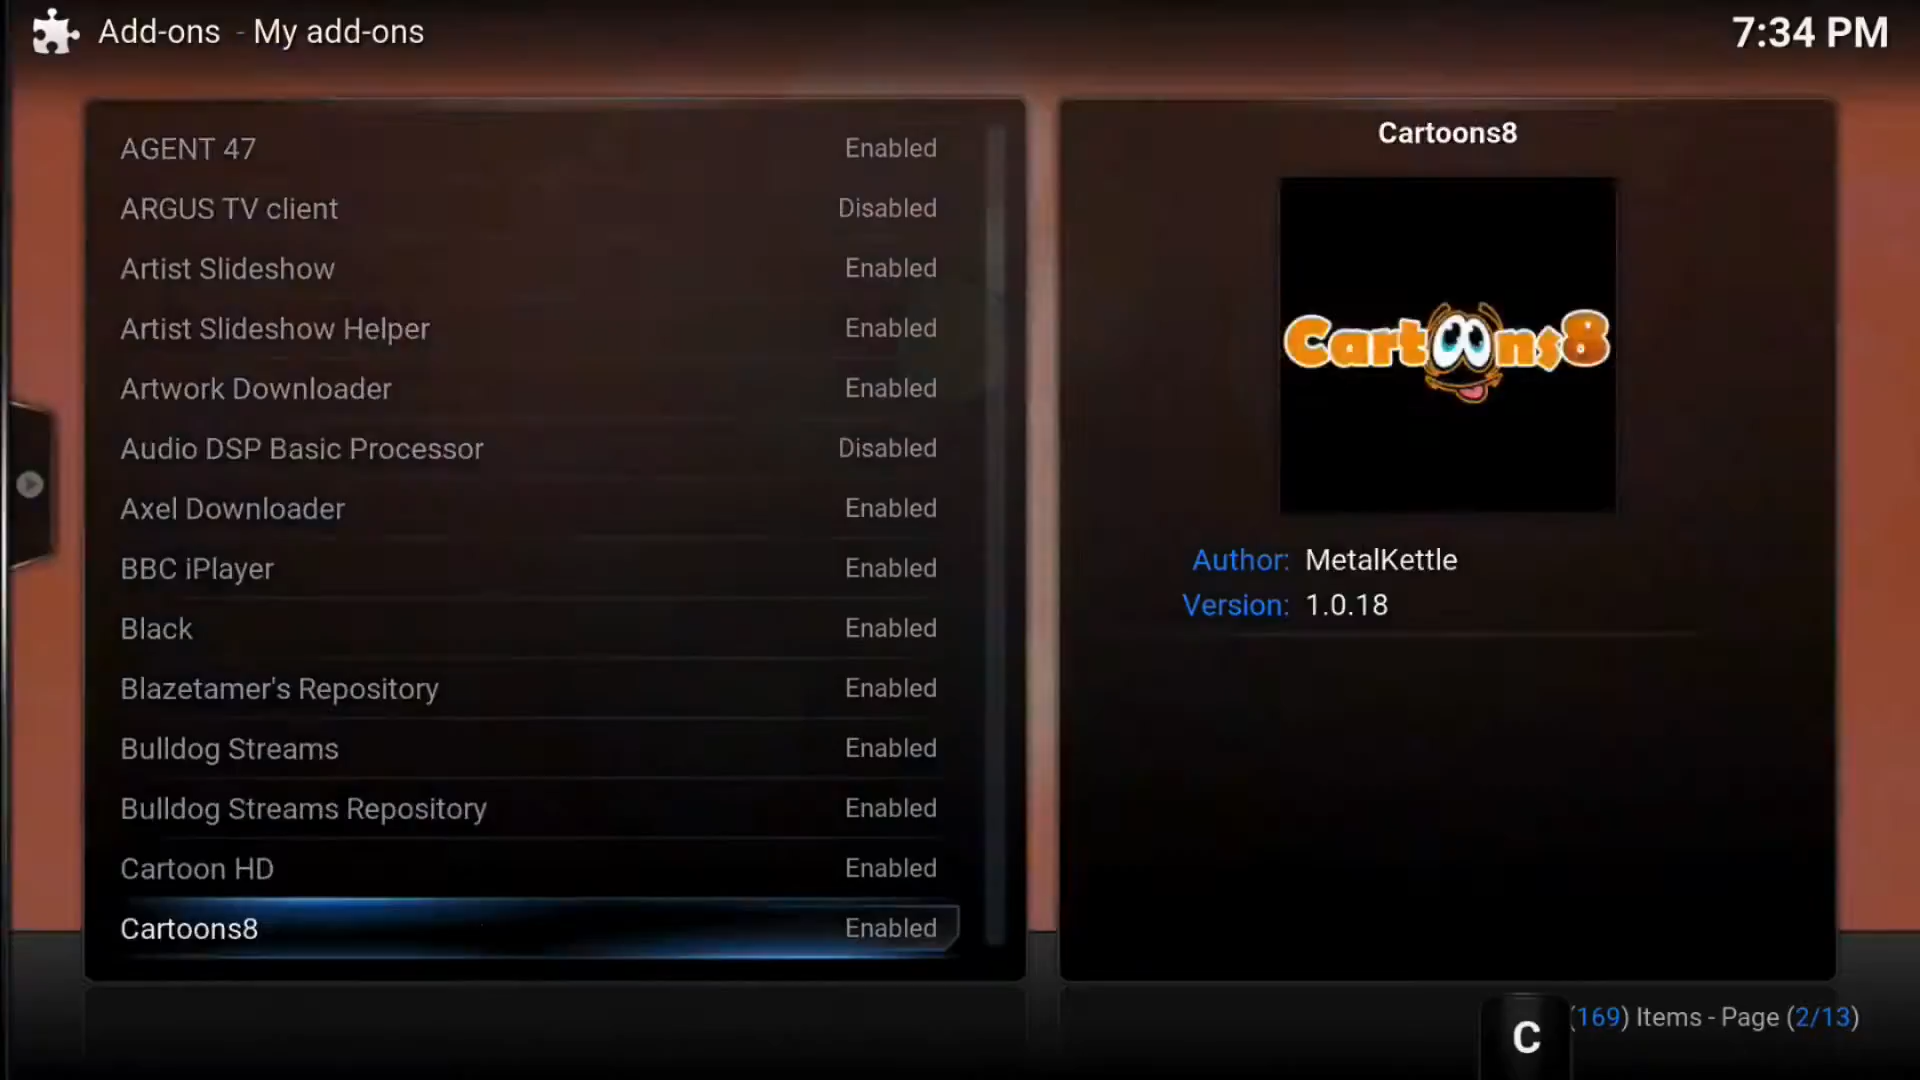 Add-ons - My add-ons
7:34 PM
AGENT 47 Enabled
ARGUS TV client Disabled
Artist Slideshow Enabled
Artist Slideshow Helper Enabled
Artwork Downloader Enabled
Audio DSP Basic Processor Disabled
Axel Downloader Enabled
BBC iPlayer Enabled
Black Enabled
Blazetamer's Repository Enabled
Bulldog Streams Enabled
Bulldog Streams Repository Enabled
Cartoon HD Enabled
Cartoons8 Enabled
Cartoons8
Cartoons8
Author: MetalKettle
Version: 1.0.18
C
(169) Items - Page (2/13)